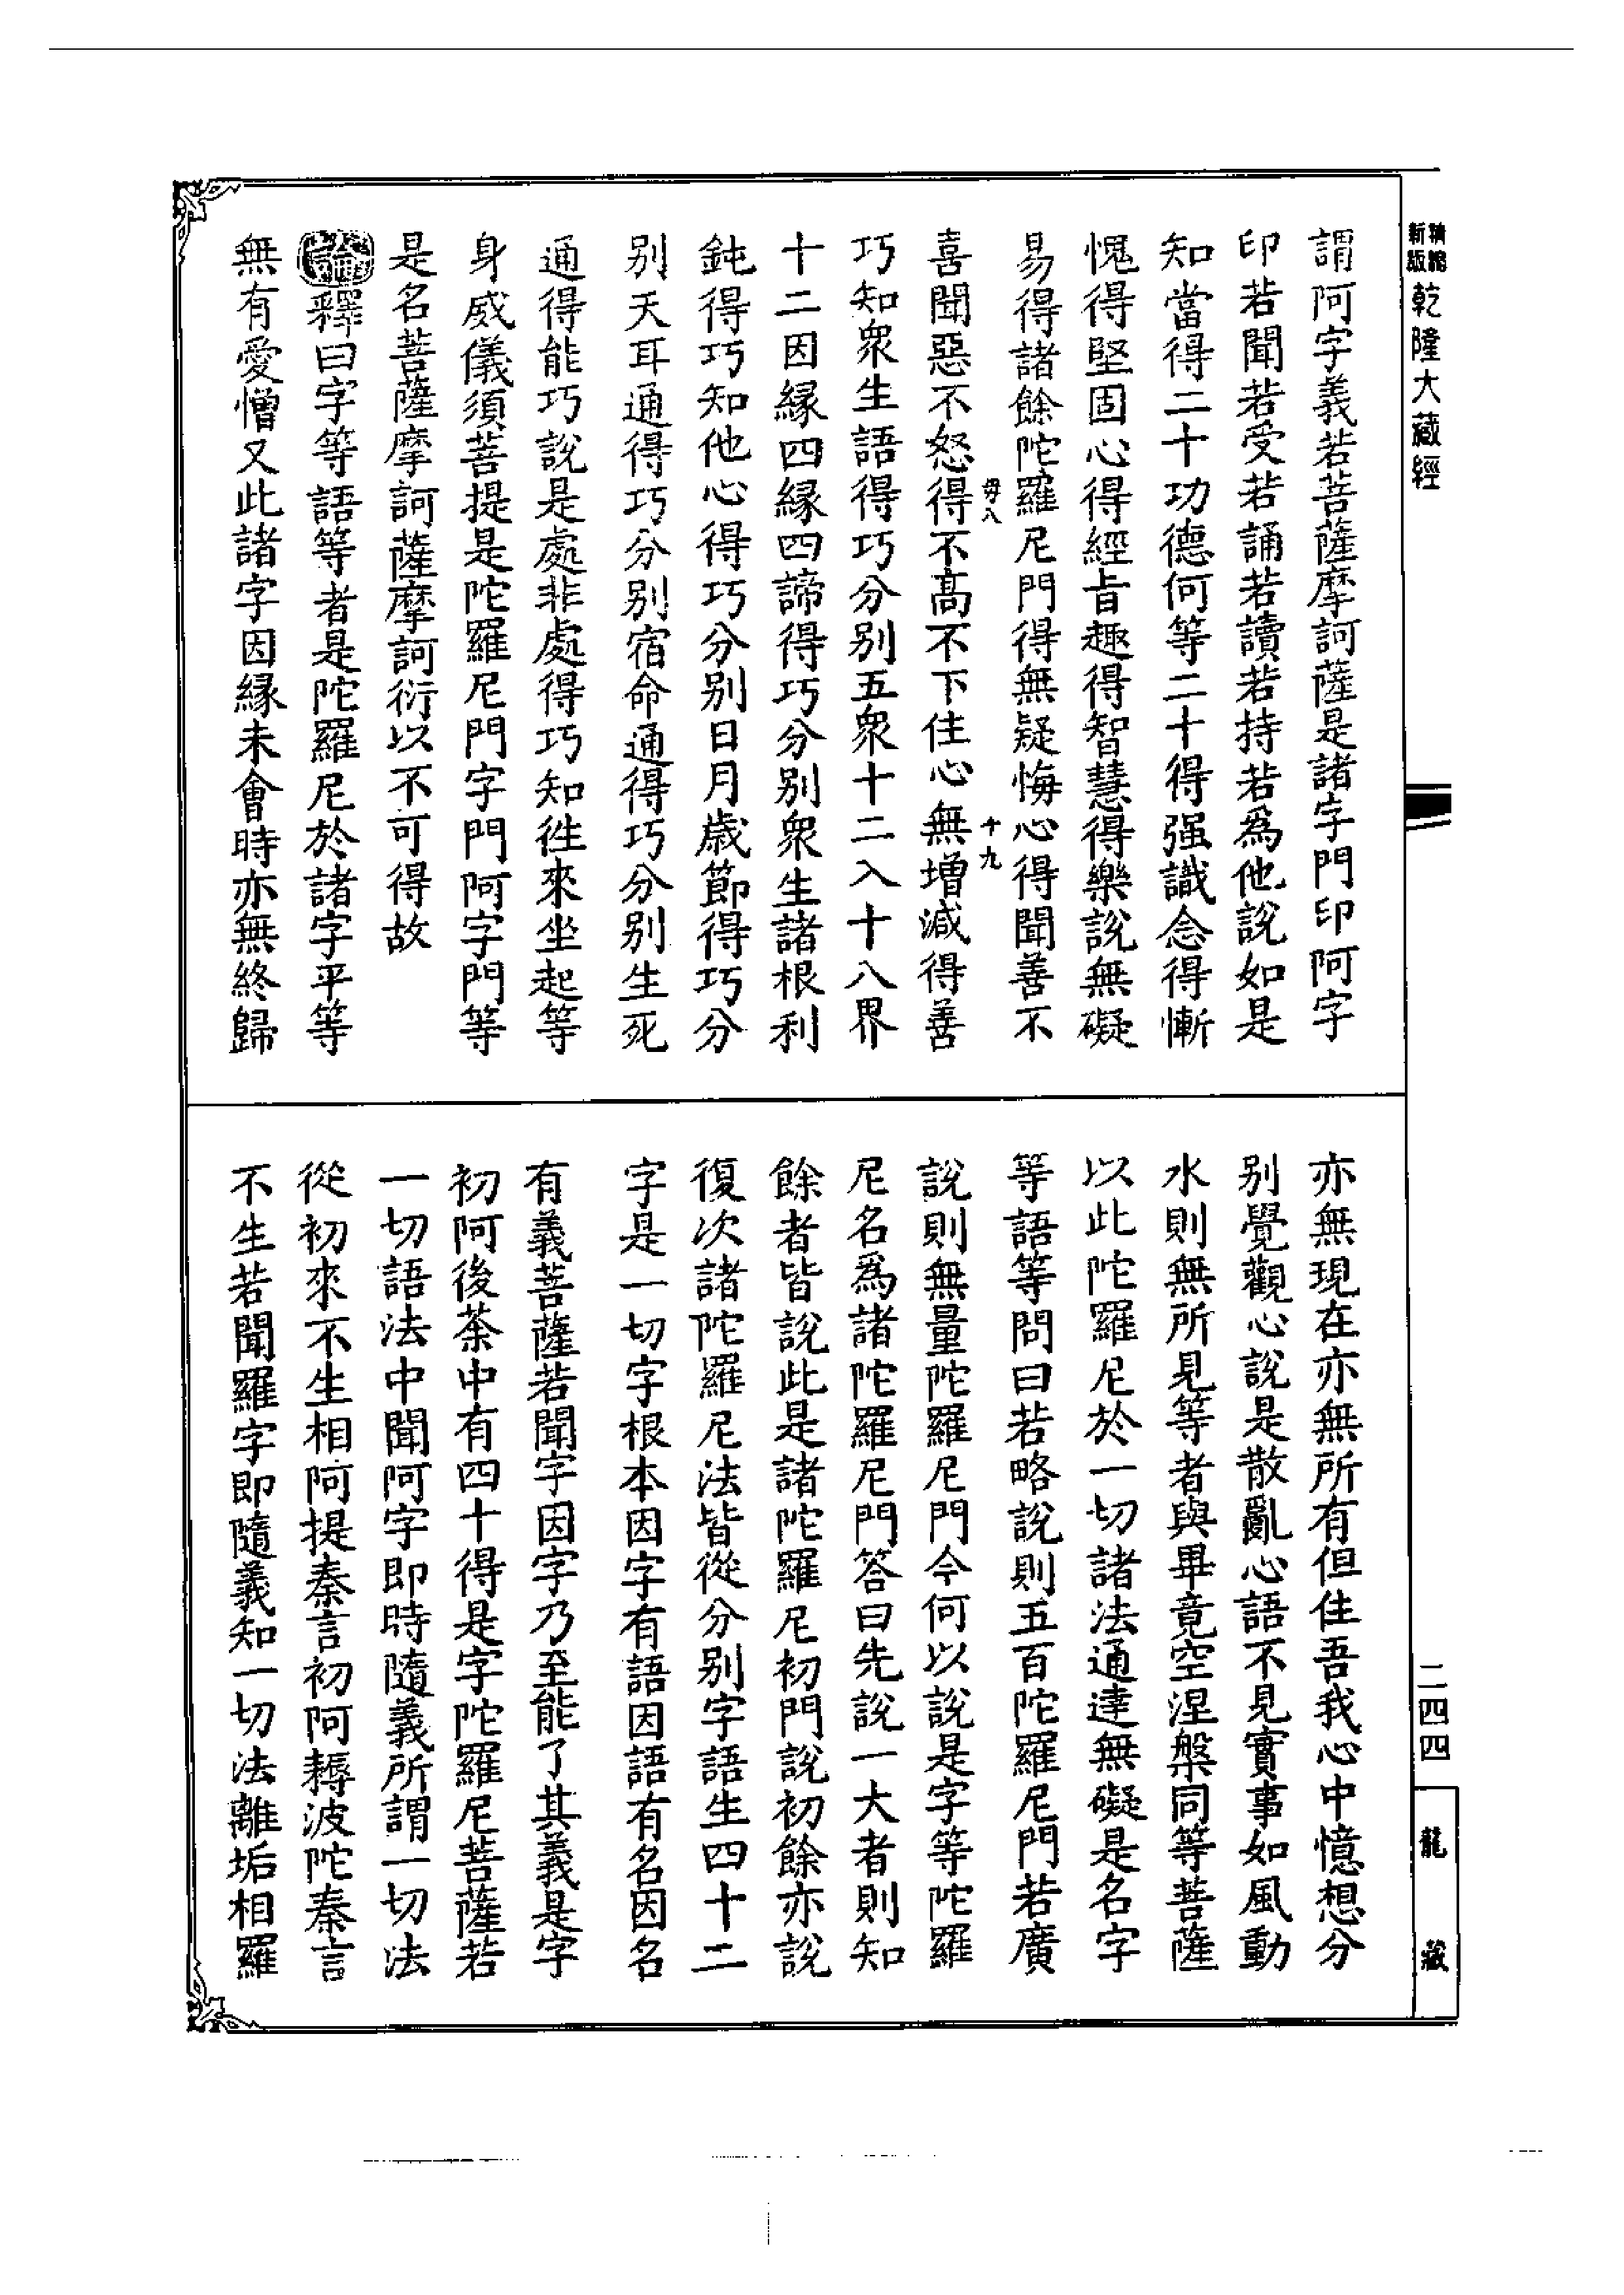 精縮
新版
乾隆大藏經
謂阿字義若菩薩摩訶薩是諸字門印阿字
印若聞若受若誦若讀若持若爲他說如是
知當得二十功德何等二十得强識念得慚
愧得堅固心得經旨趣得智慧得樂說無礙
易得諸餘陀羅尼門得無疑悔心得聞善不
毋八
十九
喜聞惡不怒得不高不下住心無增減得善
巧知衆生語得巧分别五衆十二入十八界
十二因緣四緣四諦得巧分别衆生諸根利
鈍得巧知他心得巧分别日月歲節得巧分
别天耳通得巧分别宿命通得巧分别生死
通得能巧說是處非處得巧知徃來坐起等
身威儀須菩提是陀羅尼門字門阿字門等
是名菩薩摩訶薩摩訶衍以不可得故
釋曰字等語等者是陀羅尼於諸字平等
無有愛憎又此諸字因緣未會時亦無終歸
亦無現在亦無所有但住吾我心中憶想分
别覺觀心說是散亂心語不見實事如風動
水則無所見等者與畢竟空涅槃同等菩薩
以此陀羅尼於一切諸法通達無礙是名字
等語等問曰若略說則五百陀羅尼門若廣
說則無量陀羅尼門今何以說是字等陀羅
尼名爲諸陀羅尼門答曰先說一大者則知
餘者皆說此是諸陀羅尼初門說初餘亦說
復次諸陀羅尼法皆從分别字語生四十二
字是一切字根本因字有語因語有名因名
有義菩薩若聞字因字乃至能了其義是字
初阿後荼中有四十得是字陀羅尼菩薩若
一切語法中聞阿字即時隨義所謂一切法
從初來不生相阿提秦言初阿耨波陀秦言
不生若聞羅字即隨義知一切法離垢相羅
二四四
龍藏